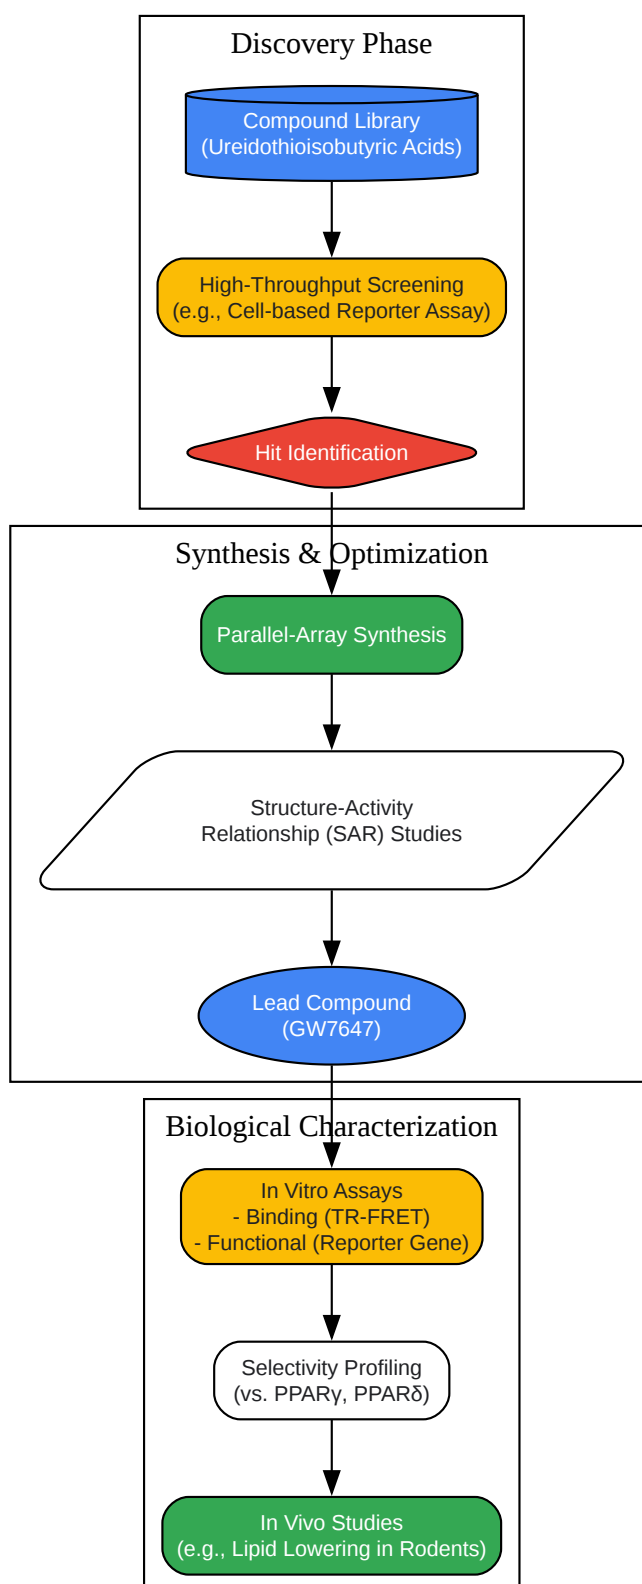 Discovery Phase
Compound Library
(Ureidothioisobutyric Acids)
High-Throughput Screening
(e.g., Cell-based Reporter Assay)
Hit Identification
Synthesis & Optimization
Parallel-Array Synthesis
Structure-Activity
Relationship (SAR) Studies
Lead Compound
(GW7647)
Biological Characterization
In Vitro Assays
- Binding (TR-FRET)
- Functional (Reporter Gene)
Selectivity Profiling
(vs. PPARγ, PPARδ)
In Vivo Studies
(e.g., Lipid Lowering in Rodents)